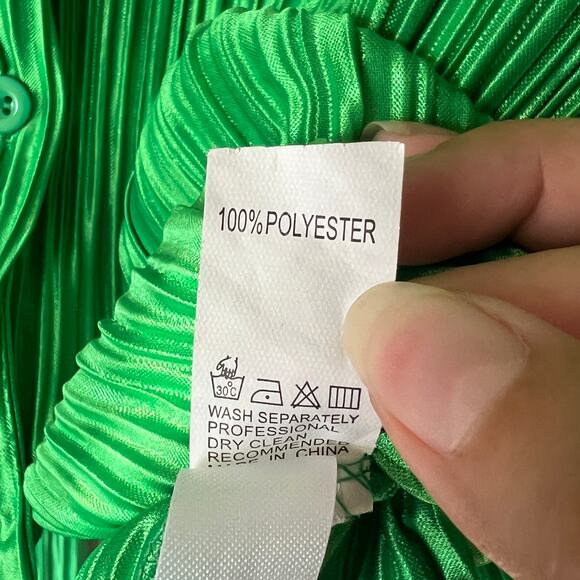 100%POLYESTER
30°C
WASH SEPARATELY
PROFESSIONAL
DRY CLEAN
RECOMMENDED
MADE IN CHINA